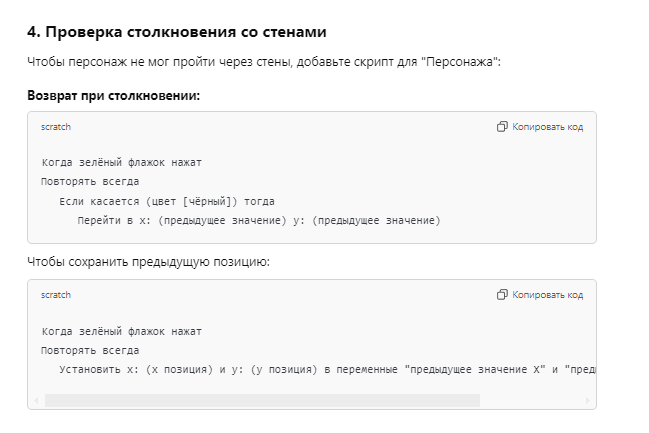 4. Проверка столкновения со стенами
Чтобы персонаж не мог пройти через стены, добавьте скрипт для "Персонажа":
Возврат при столкновении:
scratch
Копировать код
Когда зелёный флажок нажат
Повторять всегда
Если касается (цвет [чёрный]) тогда
Перейти в x: (предыдущее значение) y: (предыдущее значение)
Чтобы сохранить предыдущую позицию:
scratch
Копировать код
Когда зелёный флажок нажат
Повторять всегда
Установить x: (x позиция) и y: (y позиция) в переменные "предыдущее значение X" и "пред